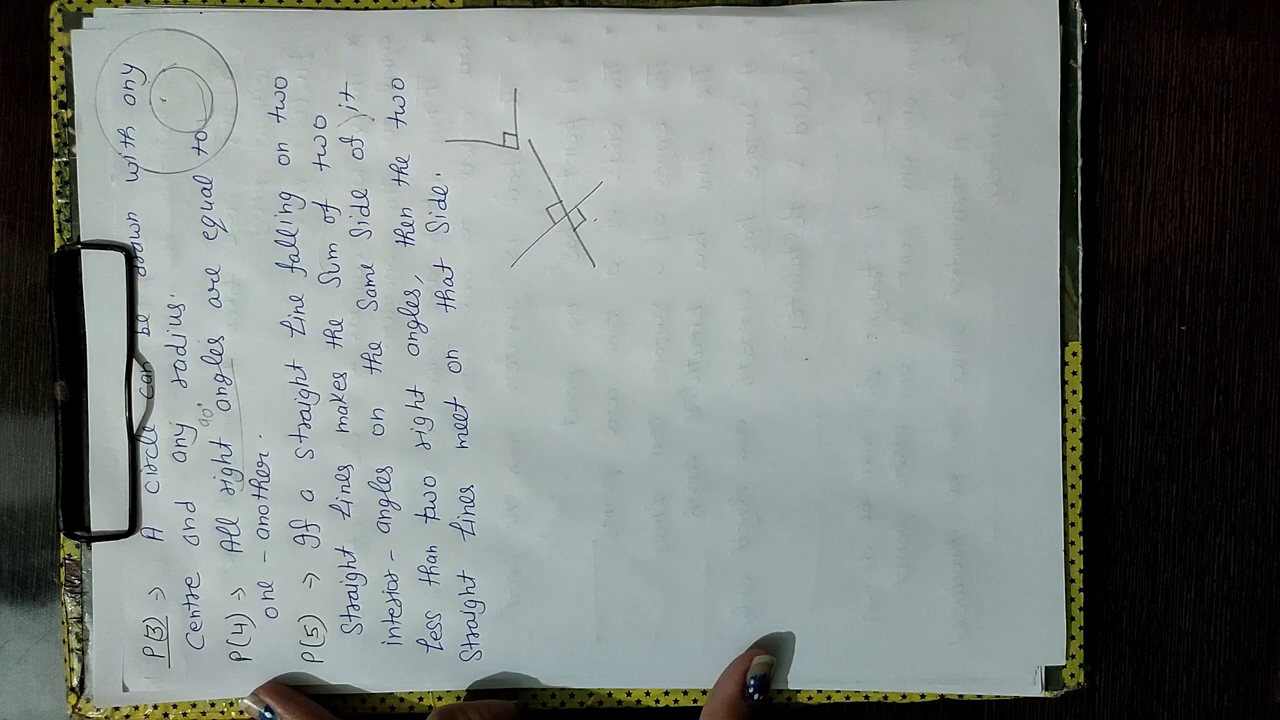 P(3) → A circle can be drawn with any
Centre and any radius.
P(4) → All right angles are equal to
90°
one-another.
P(5) → If a straight Line falling on two
Straight Lines makes the Sum of two
interior-angles on the Same Side of it
Less than two right angles, then the two
Straight Lines meet on that Side.